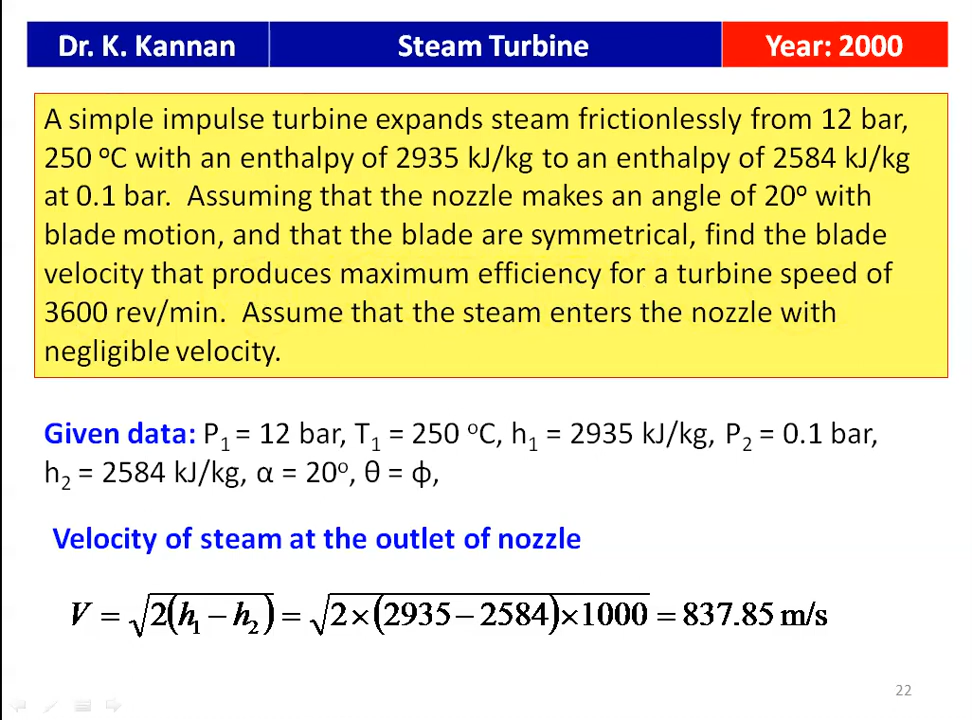 Dr. K. Kannan
Steam Turbine
Year: 2000
A simple impulse turbine expands steam frictionlessly from 12 bar,
250 ºC with an enthalpy of 2935 kJ/kg to an enthalpy of 2584 kJ/kg
at 0.1 bar. Assuming that the nozzle makes an angle of 20º with
blade motion, and that the blade are symmetrical, find the blade
velocity that produces maximum efficiency for a turbine speed of
3600 rev/min. Assume that the steam enters the nozzle with
negligible velocity.
Given data: P₁ = 12 bar, T₁ = 250 ºC, h₁ = 2935 kJ/kg, P₂ = 0.1 bar,
h₂ = 2584 kJ/kg, α = 20º, θ = ϕ,
Velocity of steam at the outlet of nozzle
V = √2(h₁ − h₂) = √2×(2935 − 2584)×1000 = 837.85 m/s
22